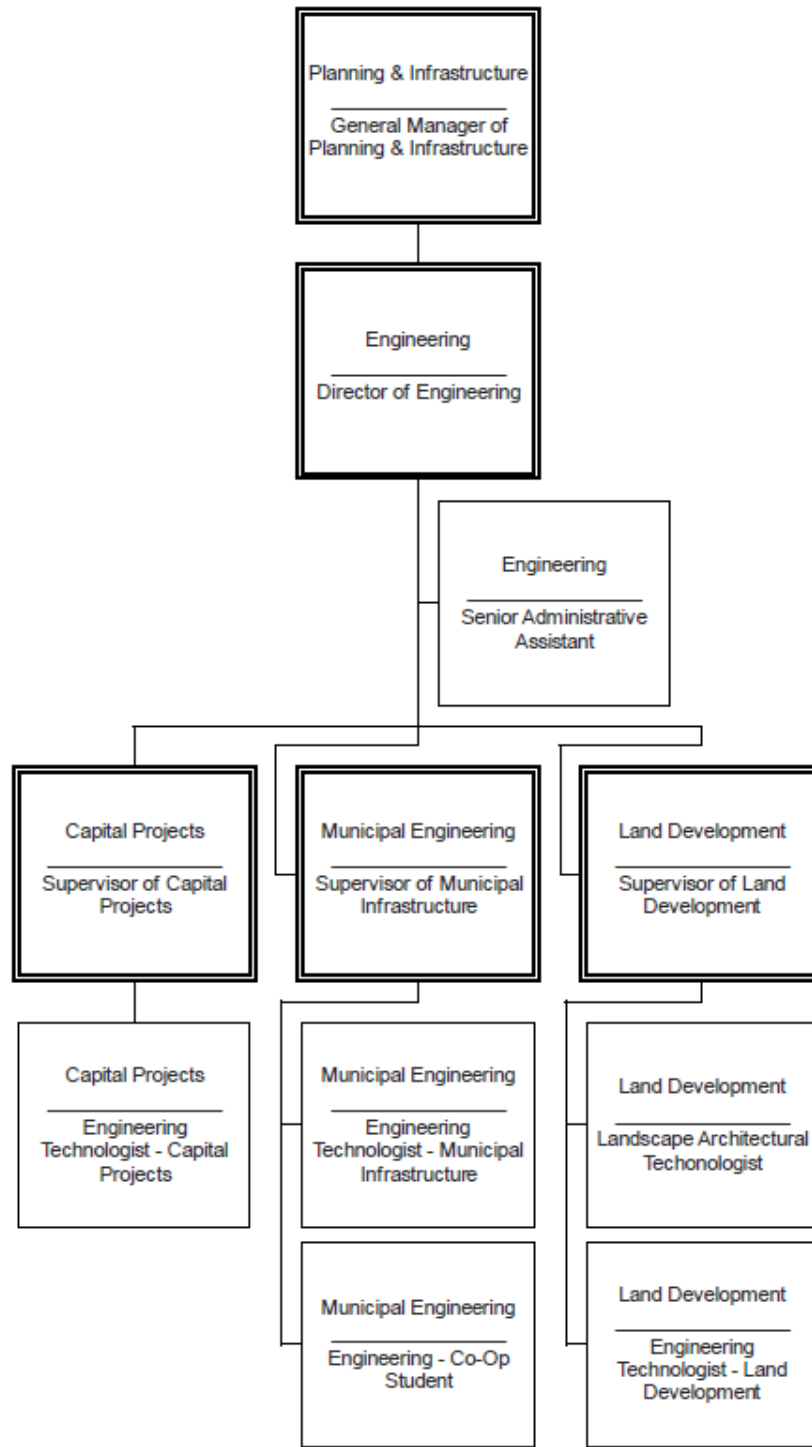 Planning & Infrastructure
General Manager of
Planning & Infrastructure
Engineering
Director of Engineering
Engineering
Senior Administrative
Assistant
Capital Projects
Supervisor of Capital
Projects
Municipal Engineering
Supervisor of Municipal
Infrastructure
Land Development
Supervisor of Land
Development
Capital Projects
Engineering
Technologist - Capital
Projects
Municipal Engineering
Engineering
Technologist - Municipal
Infrastructure
Land Development
Landscape Architectural
Techonologist
Municipal Engineering
Engineering - Co-Op
Student
Land Development
Engineering
Technologist - Land
Development